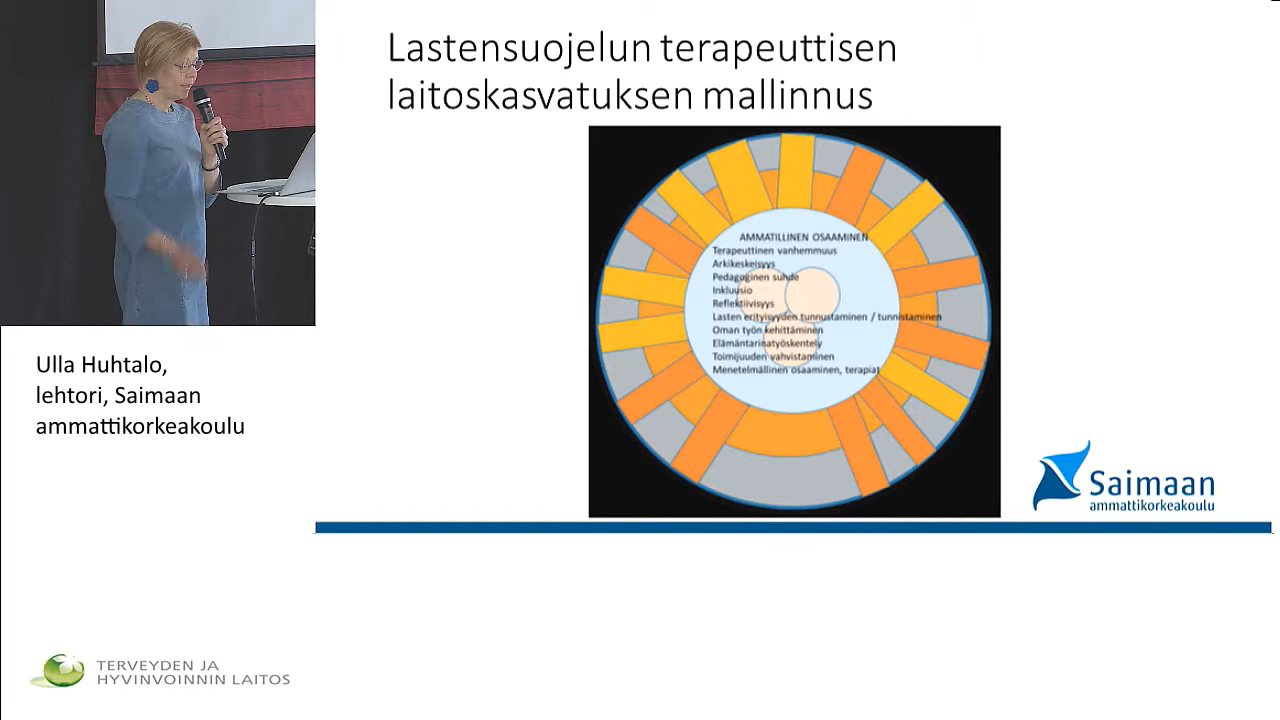 Lastensuojelun terapeuttisen
laitoskasvatuksen mallinnus
AMMATILLINEN OSAAMINEN
Terapeuttinen vanhemmuus
Arkikeskeisyys
Pedagoginen suhde
Inkluusio
Reflektiivisyys
Lasten erityisyyden tunnustaminen / tunnistaminen
Oman työn kehittäminen
Elämäntarinatyöskentely
Toimijuuden vahvistaminen
Menetelmällinen osaaminen, terapiat
Ulla Huhtalo,
lehtori, Saimaan
ammattikorkeakoulu
Saimaan
ammattikorkeakoulu
TERVEYDEN JA
HYVINVOINNIN LAITOS